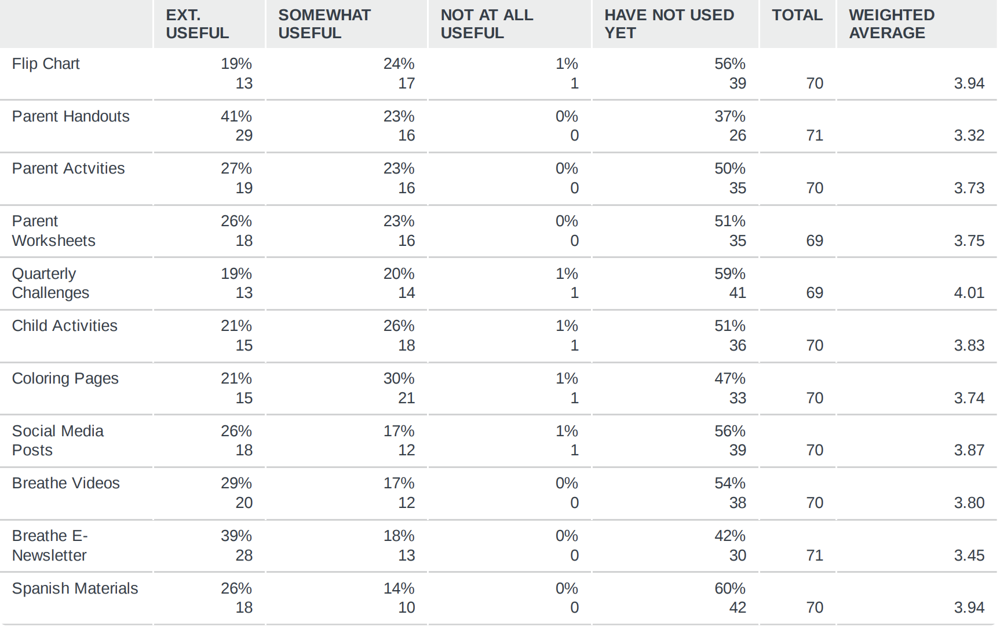 EXT. USEFUL SOMEWHAT USEFUL NOT AT ALL USEFUL HAVE NOT USED YET TOTAL WEIGHTED AVERAGE
Flip Chart 19% 24% 1% 56%
13 17 1 39 70 3.94
Parent Handouts 41% 23% 0% 37%
29 16 0 26 71 3.32
Parent Actvities 27% 23% 0% 50%
19 16 0 35 70 3.73
Parent 26% 23% 0% 51%
Worksheets 18 16 0 35 69 3.75
Quarterly 19% 20% 1% 59%
Challenges 13 14 1 41 69 4.01
Child Activities 21% 26% 1% 51%
15 18 1 36 70 3.83
Coloring Pages 21% 30% 1% 47%
15 21 1 33 70 3.74
Social Media 26% 17% 1% 56%
Posts 18 12 1 39 70 3.87
Breathe Videos 29% 17% 0% 54%
20 12 0 38 70 3.80
Breathe E- 39% 18% 0% 42%
Newsletter 28 13 0 30 71 3.45
Spanish Materials 26% 14% 0% 60%
18 10 0 42 70 3.94